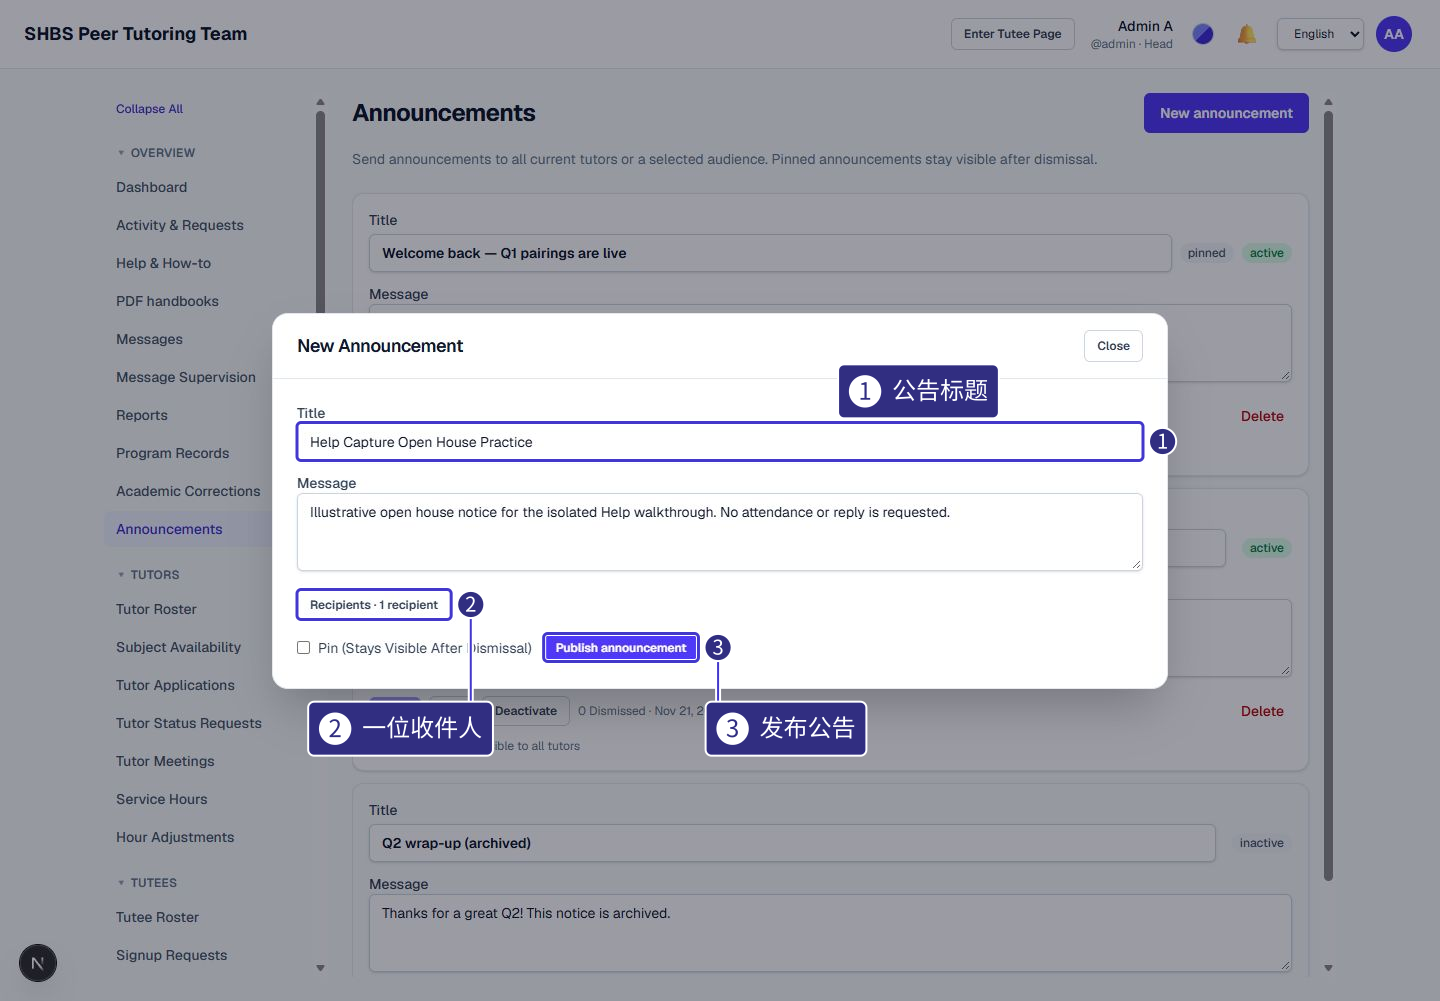 SHBS Peer Tutoring Team
Enter Tutee Page
Admin A
@admin · Head
English
AA
Collapse All
OVERVIEW
Dashboard
Activity & Requests
Help & How-to
PDF handbooks
Messages
Message Supervision
Reports
Program Records
Academic Corrections
Announcements
TUTORS
Tutor Roster
Subject Availability
Tutor Applications
Tutor Status Requests
Tutor Meetings
Service Hours
Hour Adjustments
TUTEES
Tutee Roster
Signup Requests
N
Announcements
New announcement
Send announcements to all current tutors or a selected audience. Pinned announcements stay visible after dismissal.
Title
Welcome back — Q1 pairings are live
pinned
active
Message
Delete
New Announcement
Close
1 公告标题
Title
Help Capture Open House Practice
1
Message
Illustrative open house notice for the isolated Help walkthrough. No attendance or reply is requested.
Recipients · 1 recipient
2
Pin (Stays Visible After Dismissal)
Publish announcement
3
active
2 一位收件人
3 发布公告
Deactivate
0 Dismissed · Nov 21, 2
Delete
to all tutors
Title
Q2 wrap-up (archived)
inactive
Message
Thanks for a great Q2! This notice is archived.